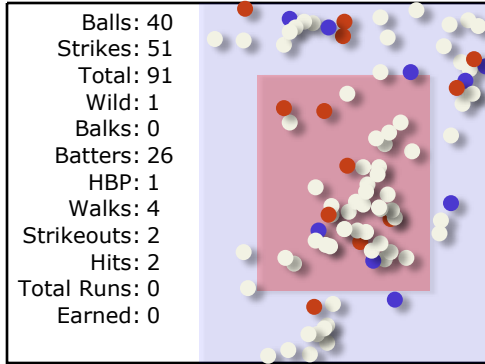 Balls: 40
Strikes: 51
Total: 91
Wild: 1
Balks: 0
Batters: 26
HBP: 1
Walks: 4
Strikeouts: 2
Hits: 2
Total Runs: 0
Earned: 0